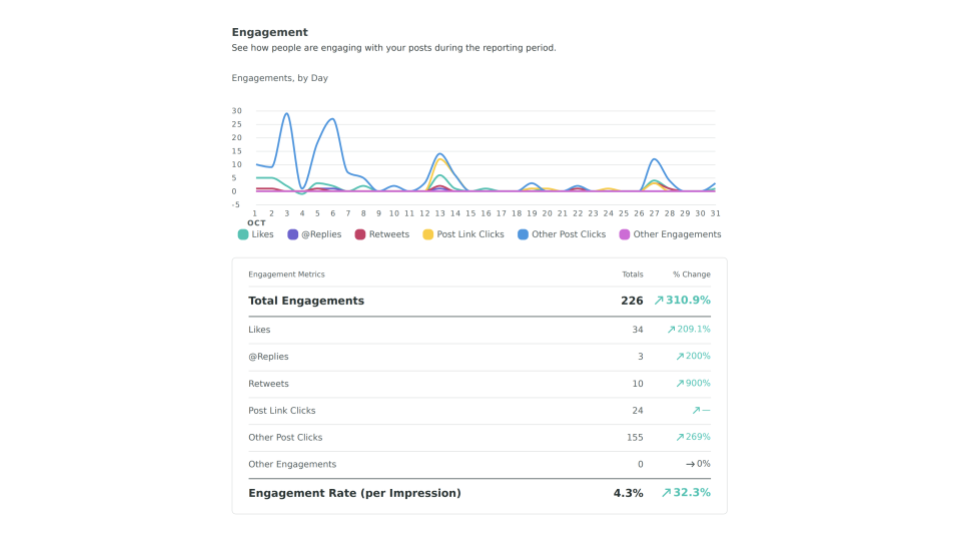 Engagement
See how people are engaging with your posts during the reporting period.
Engagements, by Day
30
25
20
15
10
5
0
-5
1 2 3 4 5 6 7 8 9 10 11 12 13 14 15 16 17 18 19 20 21 22 23 24 25 26 27 28 29 30 31
OCT
Likes @Replies Retweets Post Link Clicks Other Post Clicks Other Engagements
Engagement Metrics Totals % Change
Total Engagements 226 ↗310.9%
Likes 34 ↗209.1%
@Replies 3 ↗200%
Retweets 10 ↗900%
Post Link Clicks 24 ↗—
Other Post Clicks 155 ↗269%
Other Engagements 0 →0%
Engagement Rate (per Impression) 4.3% ↗32.3%